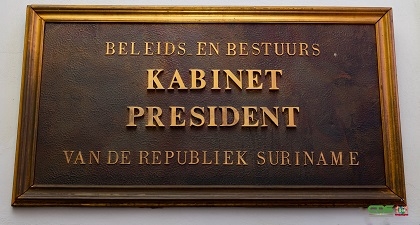 BELEIDS. EN BESTUURS
KABINET
PRESIDENT
VAN DE REPUBLIEK SURINAME